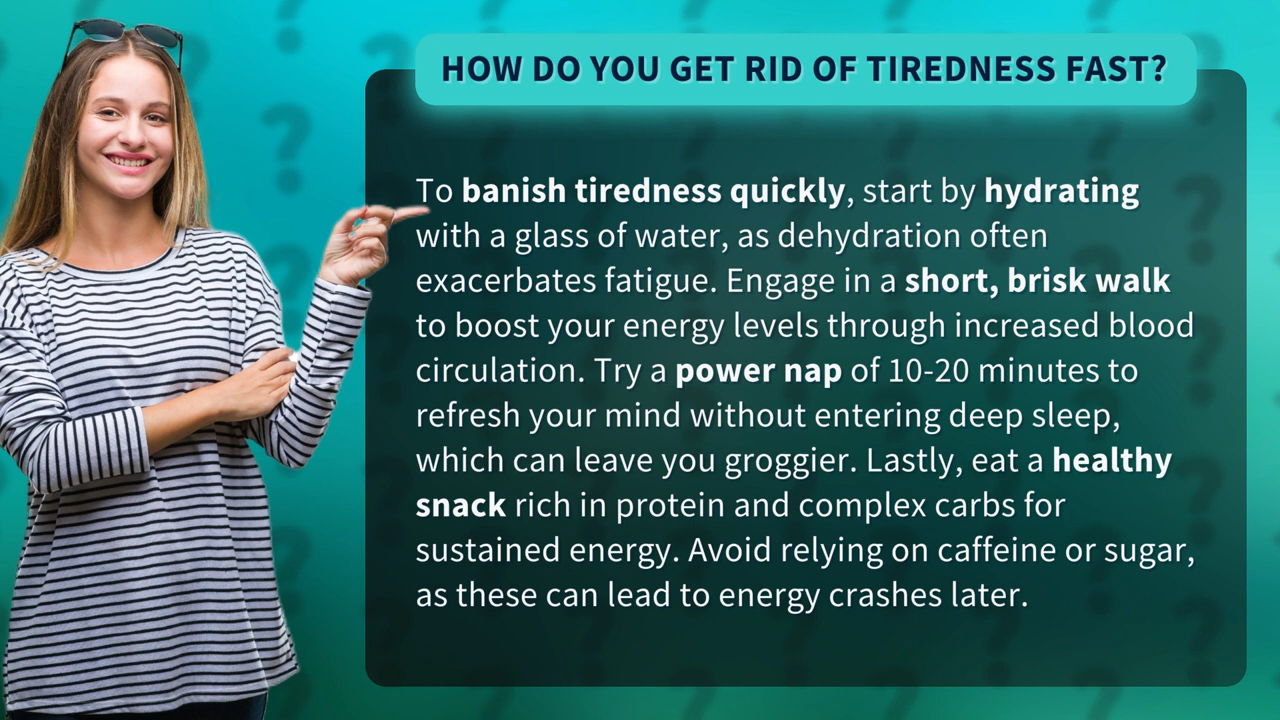 HOW DO YOU GET RID OF TIREDNESS FAST?
To banish tiredness quickly, start by hydrating
with a glass of water, as dehydration often
exacerbates fatigue. Engage in a short, brisk walk
to boost your energy levels through increased blood
circulation. Try a power nap of 10-20 minutes to
refresh your mind without entering deep sleep,
which can leave you groggier. Lastly, eat a healthy
snack rich in protein and complex carbs for
sustained energy. Avoid relying on caffeine or sugar,
as these can lead to energy crashes later.